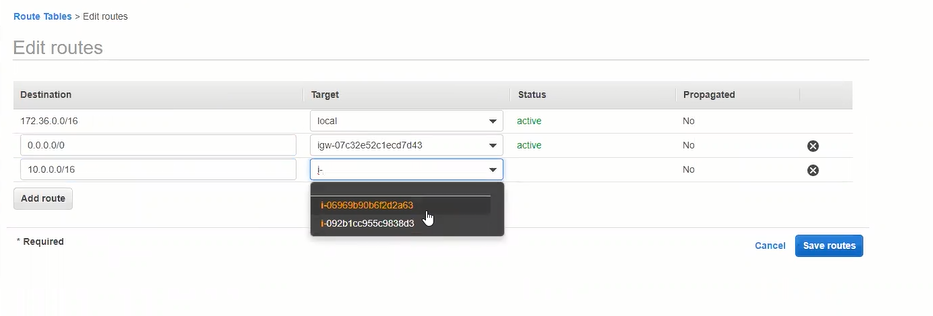 Route Tables > Edit routes
Edit routes
Destination Target Status Propagated
172.36.0.0/16 local active No
0.0.0.0/0 igw-07c32e52c1ecd7d43 active No
10.0.0.0/16 i- No
Add route
i-06969b90b6f2d2a63
i-092b1cc955c9838d3
* Required
Cancel Save routes